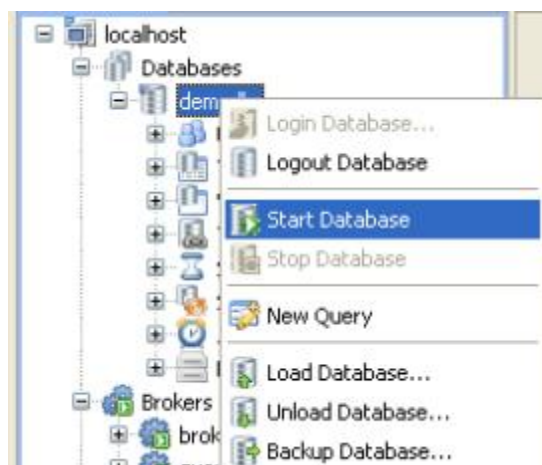 localhost
Databases
Login Database...
Logout Database
Start Database
Stop Database
New Query
Load Database...
Brokers
Unload Database...
Backup Database...